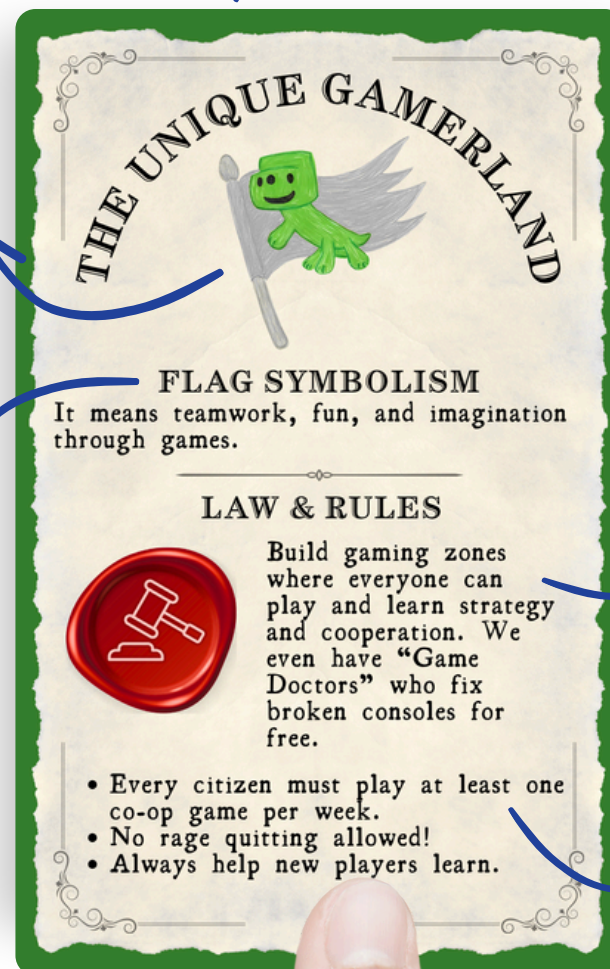 THE UNIQUE GAMERLAND
FLAG SYMBOLISM
It means teamwork, fun, and imagination
through games.
LAW & RULES
Build gaming zones
where everyone can
play and learn strategy
and cooperation. We
even have “Game
Doctors” who fix
broken consoles for
free.
• Every citizen must play at least one
co-op game per week.
• No rage quitting allowed!
• Always help new players learn.